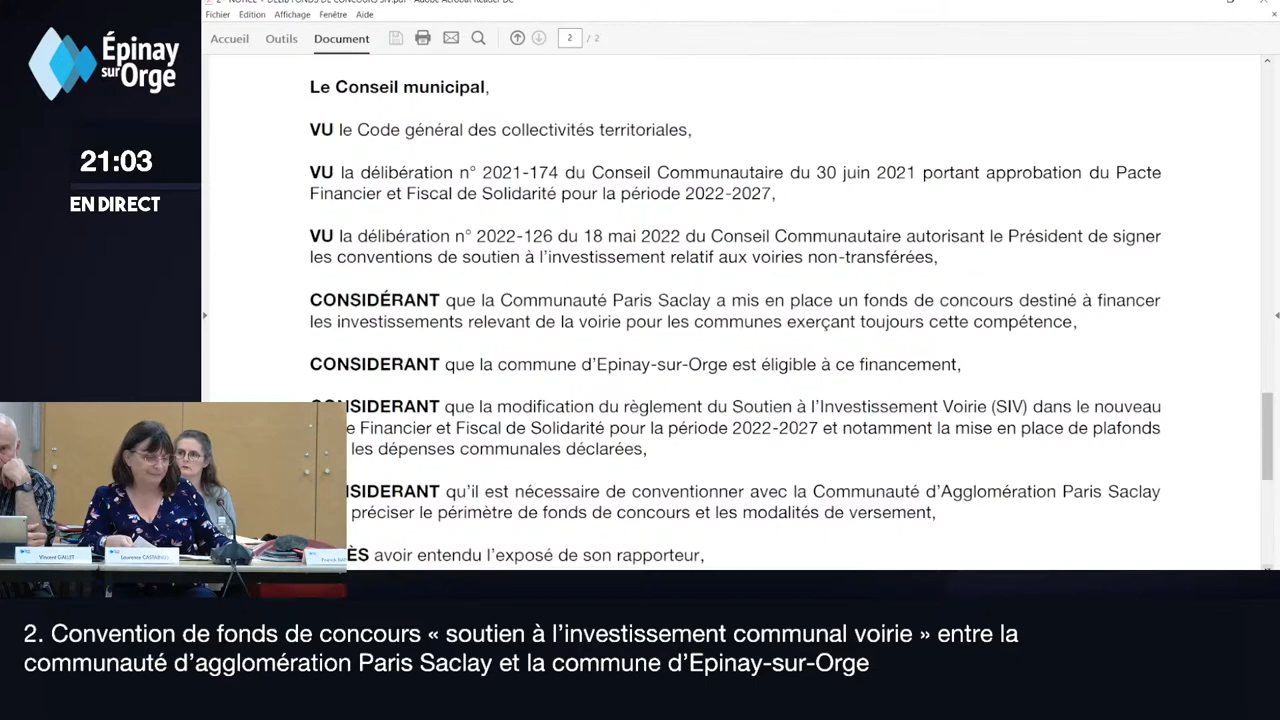 Fichier Edition Affichage Fenêtre Aide
Accueil Outils Document 2 / 2
Épinay
sur Orge
21:03
EN DIRECT
Le Conseil municipal,
VU le Code général des collectivités territoriales,
VU la délibération n° 2021-174 du Conseil Communautaire du 30 juin 2021 portant approbation du Pacte
Financier et Fiscal de Solidarité pour la période 2022-2027,
VU la délibération n° 2022-126 du 18 mai 2022 du Conseil Communautaire autorisant le Président de signer
les conventions de soutien à l'investissement relatif aux voiries non-transférées,
CONSIDÉRANT que la Communauté Paris Saclay a mis en place un fonds de concours destiné à financer
les investissements relevant de la voirie pour les communes exerçant toujours cette compétence,
CONSIDERANT que la commune d'Epinay-sur-Orge est éligible à ce financement,
NSIDERANT que la modification du règlement du Soutien à l'Investissement Voirie (SIV) dans le nouveau
e Financier et Fiscal de Solidarité pour la période 2022-2027 et notamment la mise en place de plafonds
les dépenses communales déclarées,
SIDERANT qu'il est nécessaire de conventionner avec la Communauté d'Agglomération Paris Saclay
préciser le périmètre de fonds de concours et les modalités de versement,
ÈS avoir entendu l'exposé de son rapporteur,
Vincent GALLET
Laurence CASTAINGS
2. Convention de fonds de concours « soutien à l'investissement communal voirie » entre la
communauté d'agglomération Paris Saclay et la commune d'Epinay-sur-Orge